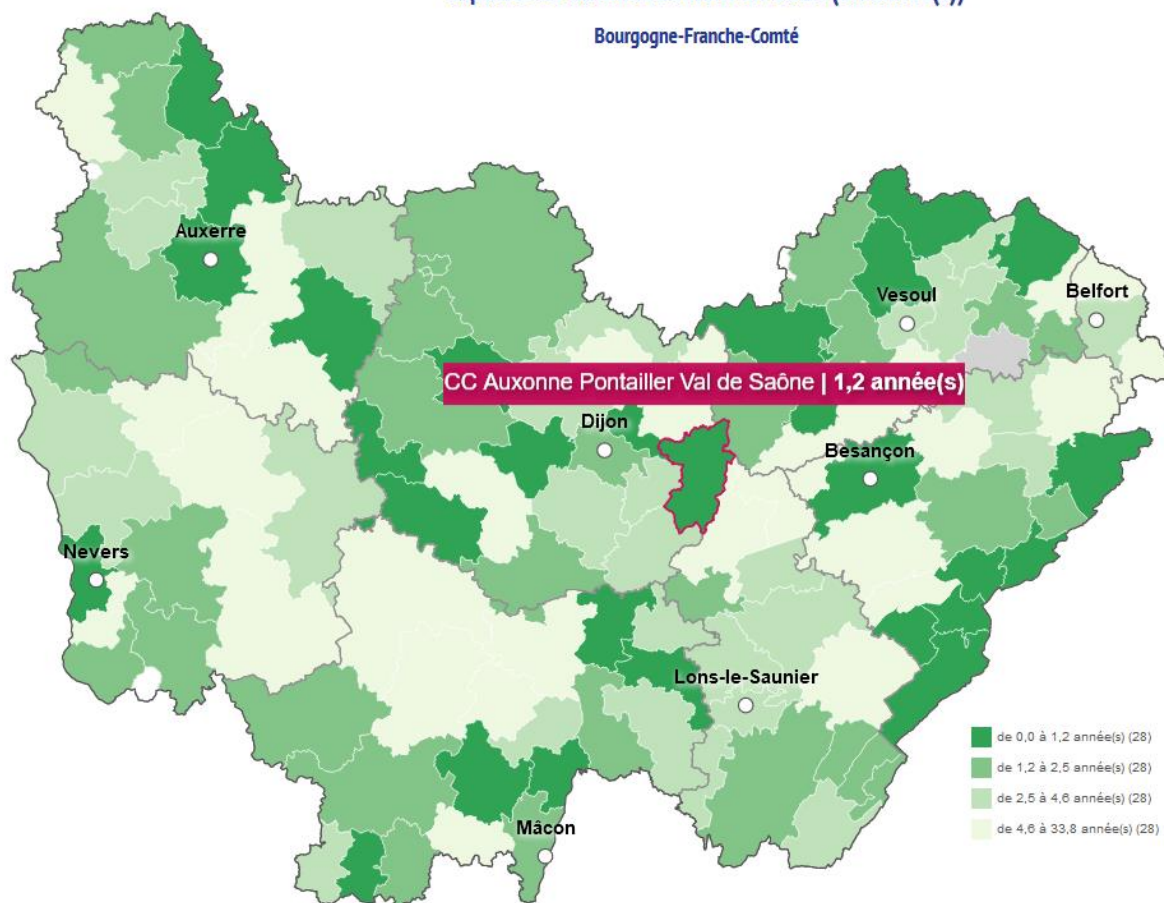 Bourgogne-Franche-Comté
Auxerre
Vesoul
Belfort
CC Auxonne Pontailler Val de Saône | 1,2 année(s)
Dijon
Besançon
Nevers
Lons-le-Saunier
de 0,0 à 1,2 année(s) (28)
de 1,2 à 2,5 année(s) (28)
de 2,5 à 4,6 année(s) (28)
de 4,6 à 33,8 année(s) (28)
Mâcon